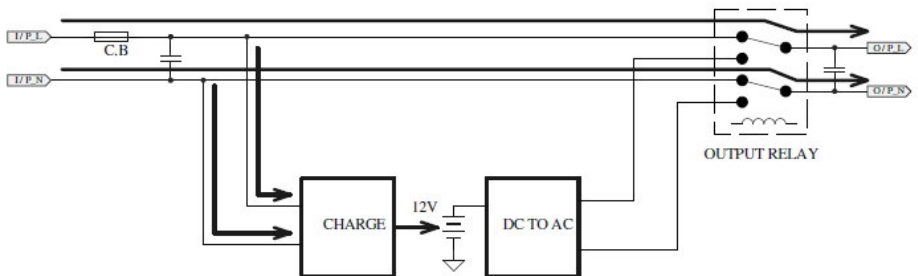 I/P_L
C.B
O/P_L
I/P_N
O/P_N
OUTPUT RELAY
12V
CHARGE
DC TO AC